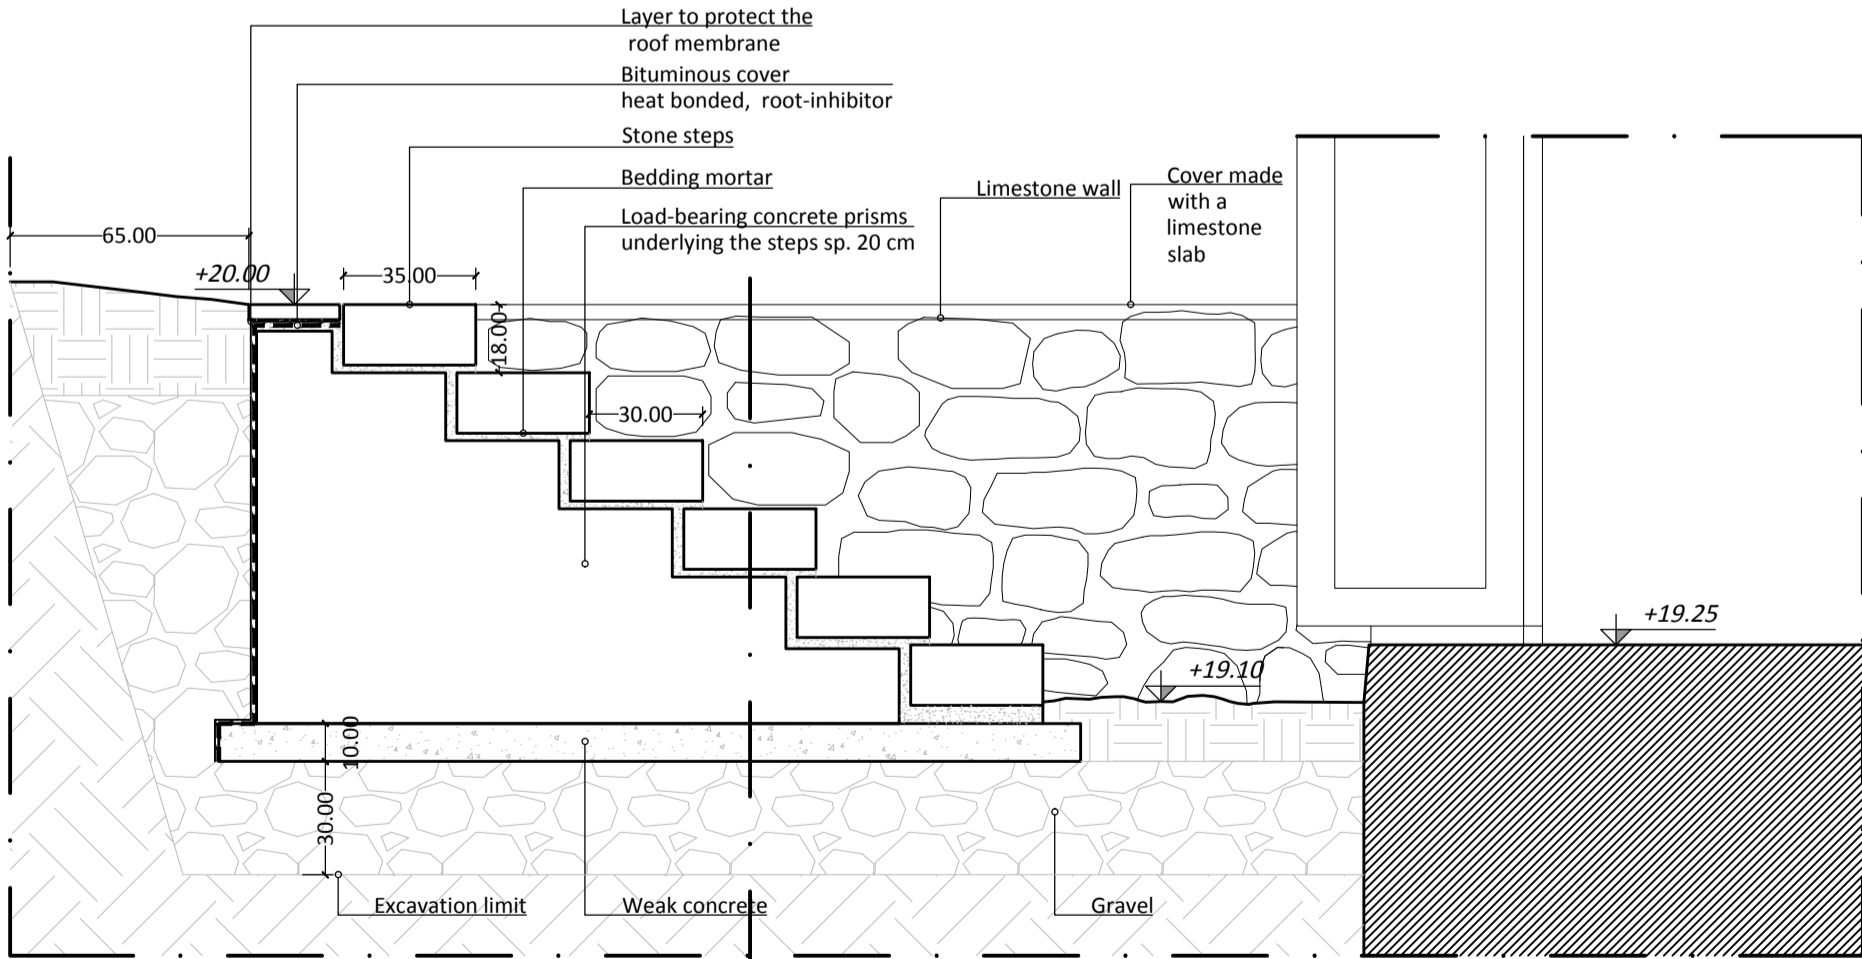 Layer to protect the
roof membrane
Bituminous cover
heat bonded, root-inhibitor
Stone steps
Bedding mortar
Load-bearing concrete prisms
underlying the steps sp. 20 cm
Limestone wall
Cover made
with a
limestone
slab
65.00
+20.00
35.00
18.00
30.00
+19.25
+19.10
10.00
30.00
Excavation limit
Weak concrete
Gravel